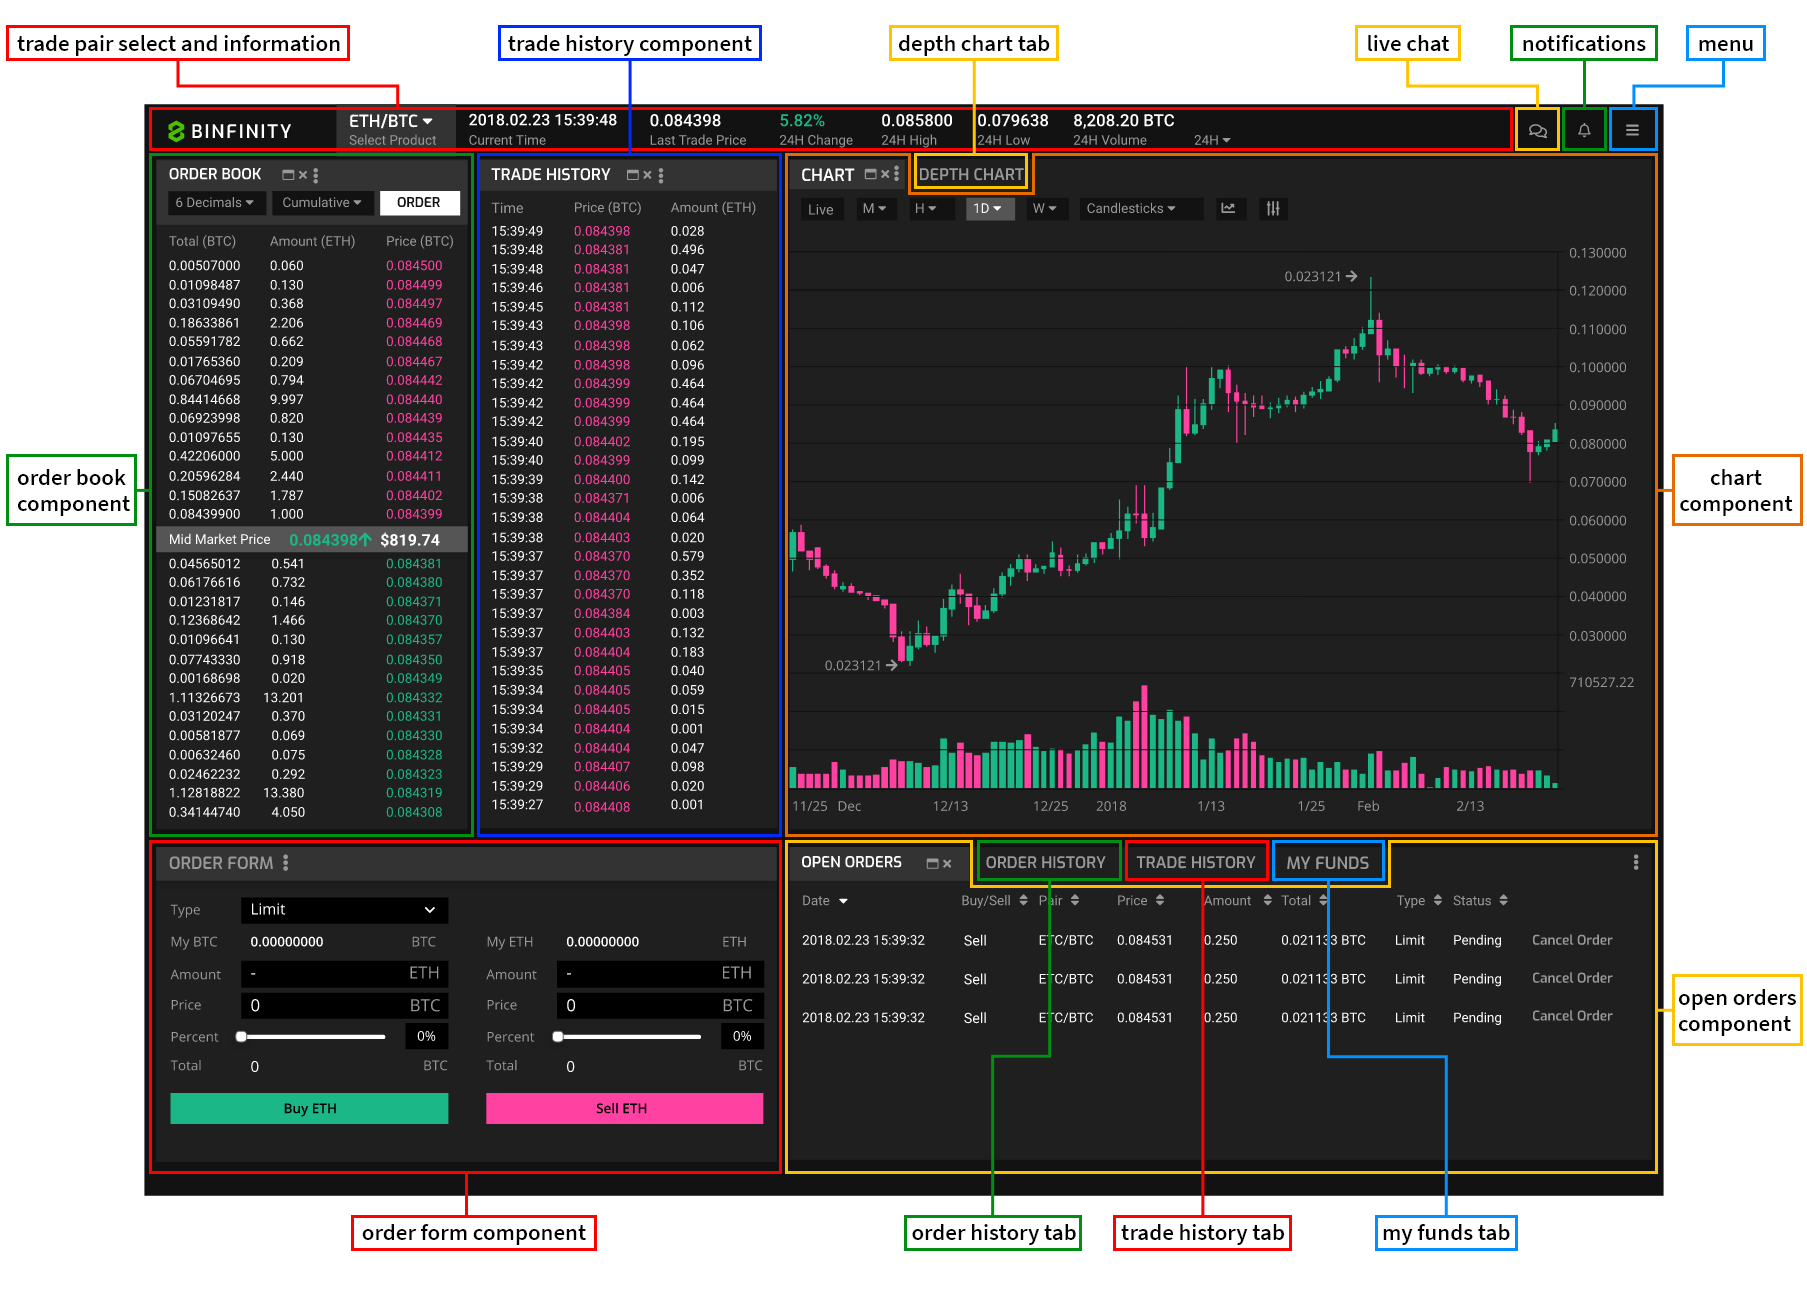 trade pair select and information
trade history component
depth chart tab
live chat
notifications
menu
BINFINITY
ETH/BTC
Select Product
2018.02.23 15:39:48
Current Time
0.084398
Last Trade Price
5.82%
24H Change
0.085800
24H High
0.079638
24H Low
8,208.20 BTC
24H Volume
24H
order book
component
ORDER BOOK
6 Decimals
Cumulative
ORDER
Total (BTC) Amount (ETH) Price (BTC)
0.00507000 0.060 0.084500
0.01098487 0.130 0.084499
0.03109490 0.368 0.084497
0.18633861 2.206 0.084469
0.05591782 0.662 0.084468
0.01765360 0.209 0.084467
0.06704695 0.794 0.084442
0.84414668 9.997 0.084440
0.06923998 0.820 0.084439
0.01097655 0.130 0.084435
0.42206000 5.000 0.084412
0.20596284 2.440 0.084411
0.15082637 1.787 0.084402
0.08439900 1.000 0.084399
Mid Market Price 0.084398 $819.74
0.04565012 0.541 0.084381
0.06176616 0.732 0.084380
0.01231817 0.146 0.084371
0.12368642 1.466 0.084370
0.01096641 0.130 0.084357
0.07743330 0.918 0.084350
0.00168698 0.020 0.084349
1.11326673 13.201 0.084332
0.03120247 0.370 0.084331
0.00581877 0.069 0.084330
0.00632460 0.075 0.084328
0.02462232 0.292 0.084323
1.12818822 13.380 0.084319
0.34144740 4.050 0.084308
TRADE HISTORY
Time Price (BTC) Amount (ETH)
15:39:49 0.084398 0.028
15:39:48 0.084381 0.496
15:39:48 0.084381 0.047
15:39:46 0.084381 0.006
15:39:45 0.084381 0.112
15:39:43 0.084398 0.106
15:39:43 0.084398 0.062
15:39:42 0.084398 0.096
15:39:42 0.084399 0.464
15:39:42 0.084399 0.464
15:39:42 0.084399 0.464
15:39:40 0.084402 0.195
15:39:40 0.084399 0.099
15:39:39 0.084400 0.142
15:39:38 0.084371 0.006
15:39:38 0.084404 0.064
15:39:38 0.084403 0.020
15:39:37 0.084370 0.579
15:39:37 0.084370 0.352
15:39:37 0.084370 0.118
15:39:37 0.084384 0.003
15:39:37 0.084403 0.132
15:39:37 0.084404 0.183
15:39:35 0.084405 0.040
15:39:34 0.084405 0.059
15:39:34 0.084405 0.015
15:39:34 0.084404 0.001
15:39:32 0.084404 0.047
15:39:29 0.084407 0.098
15:39:29 0.084406 0.020
15:39:27 0.084408 0.001
CHART
DEPTH CHART
Live M H 1D W Candlesticks
0.130000
0.120000
0.110000
0.100000
0.090000
0.080000
0.070000
0.060000
0.050000
0.040000
0.030000
710527.22
0.023121
0.023121
11/25 Dec 12/13 12/25 2018 1/13 1/25 Feb 2/13
chart
component
ORDER FORM
Type Limit
My BTC 0.00000000 BTC
Amount - ETH
Price 0 BTC
Percent 0%
Total 0 BTC
Buy ETH
My ETH 0.00000000 ETH
Amount - ETH
Price 0 BTC
Percent 0%
Total 0 BTC
Sell ETH
OPEN ORDERS
ORDER HISTORY
TRADE HISTORY
MY FUNDS
Date Buy/Sell Pair Price Amount Total Type Status
2018.02.23 15:39:32 Sell ETC/BTC 0.084531 0.250 0.021133 BTC Limit Pending Cancel Order
2018.02.23 15:39:32 Sell ETC/BTC 0.084531 0.250 0.021133 BTC Limit Pending Cancel Order
2018.02.23 15:39:32 Sell ETC/BTC 0.084531 0.250 0.021133 BTC Limit Pending Cancel Order
open orders
component
order form component
order history tab
trade history tab
my funds tab